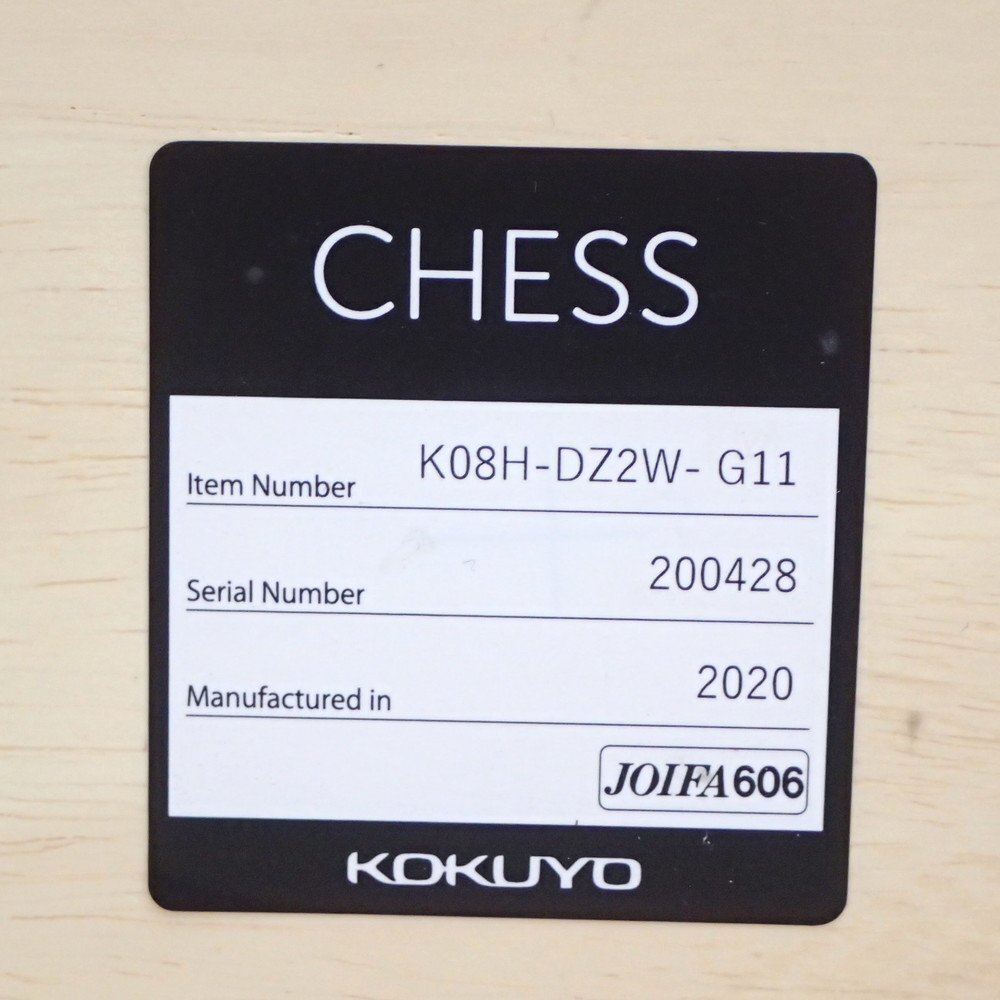 CHESS
Item Number K08H-DZ2W- G11
Serial Number 200428
Manufactured in 2020
JOIFA606
KOKUYO